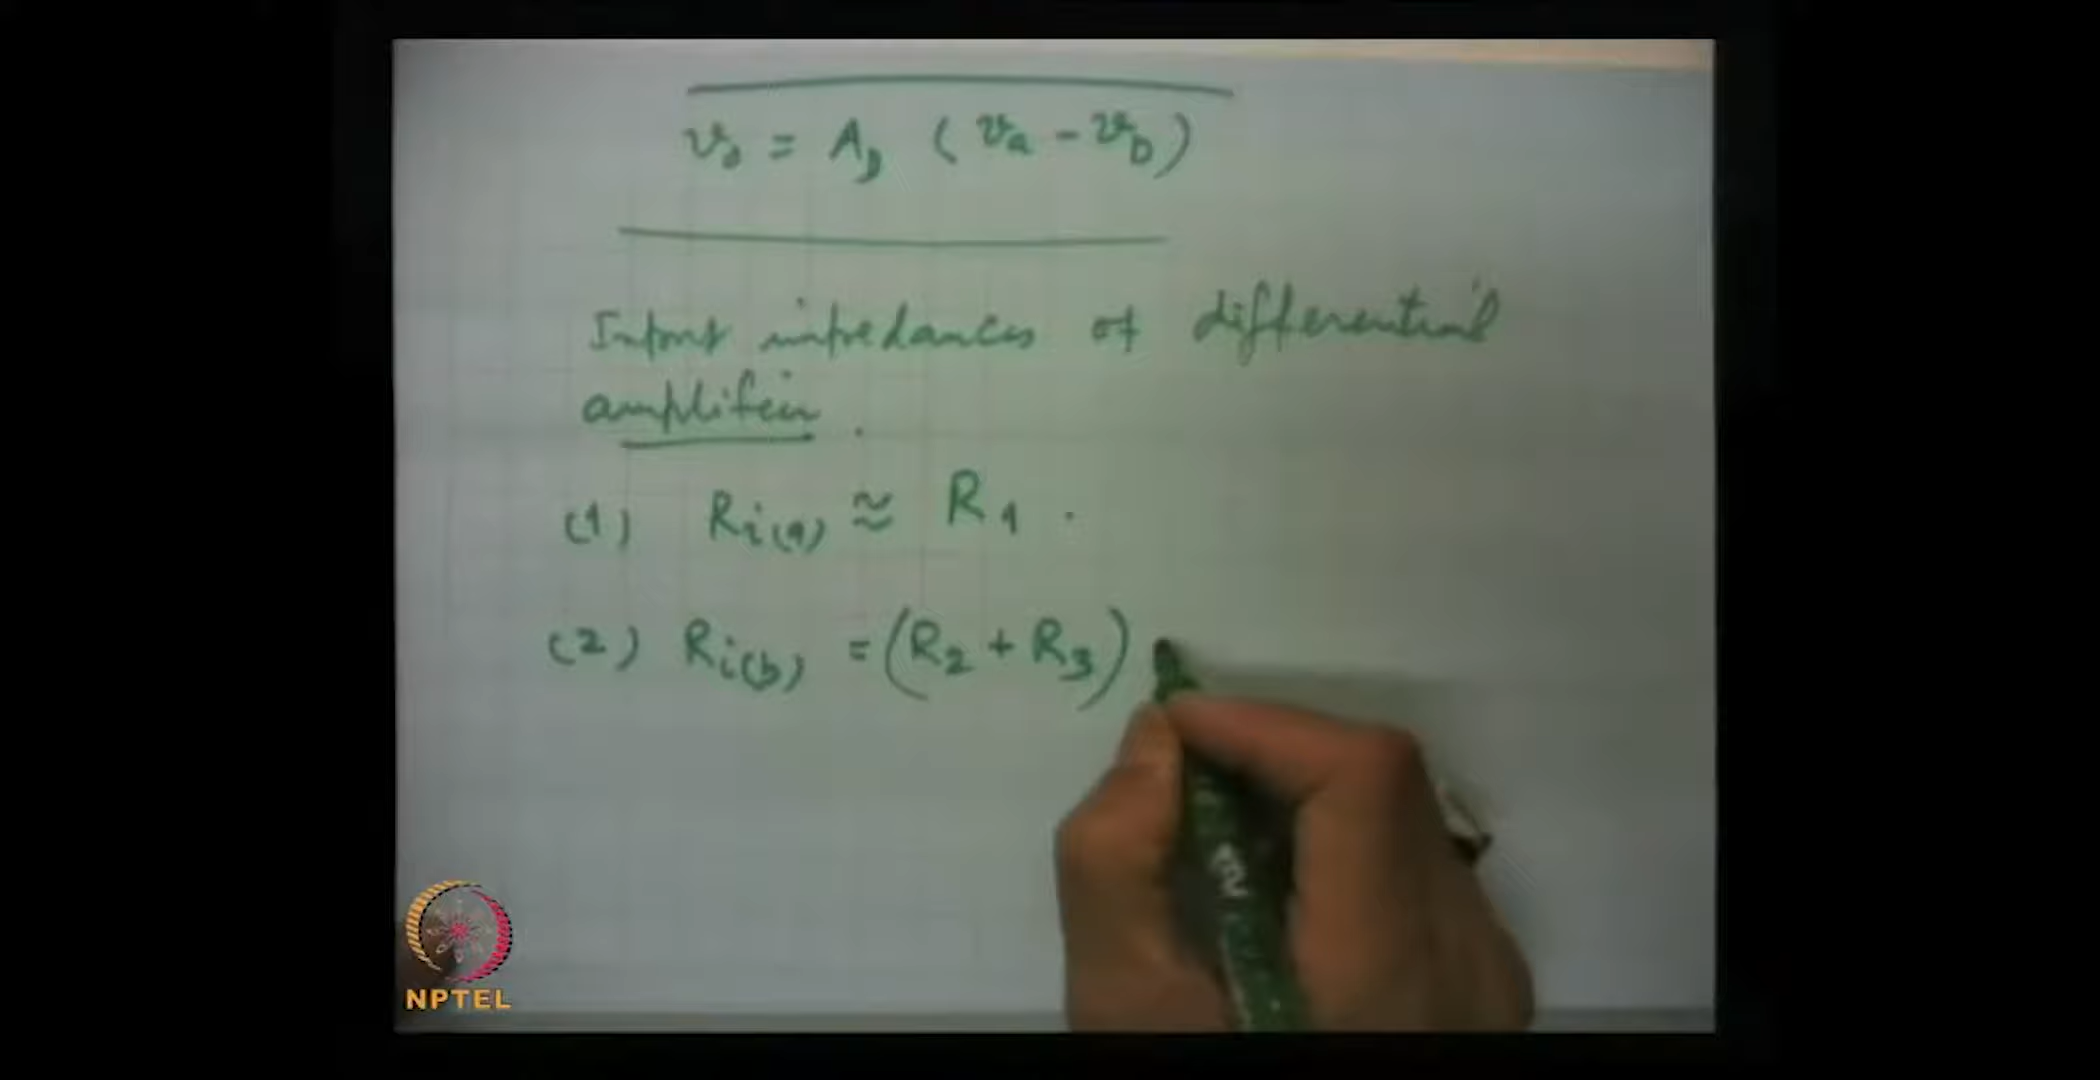 v₀ = A_D (v_a - v_b)
Input impedances of differential
amplifier.
(1) R_i(a) ≈ R₁.
(2) R_i(b) = (R₂ + R₃)
NPTEL